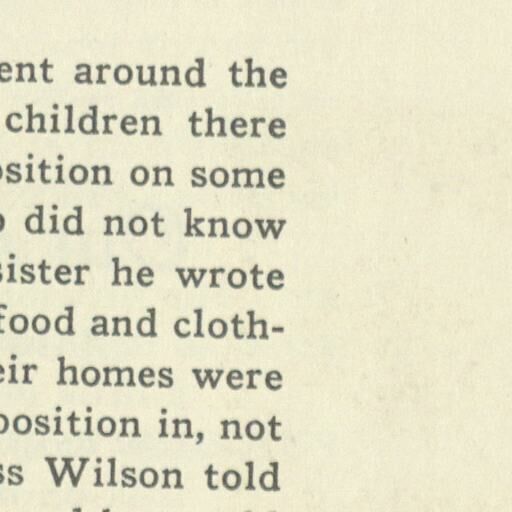 ent around the
children there
osition on some
o did not know
sister he wrote
food and cloth-
eir homes were
position in, not
ss Wilson told